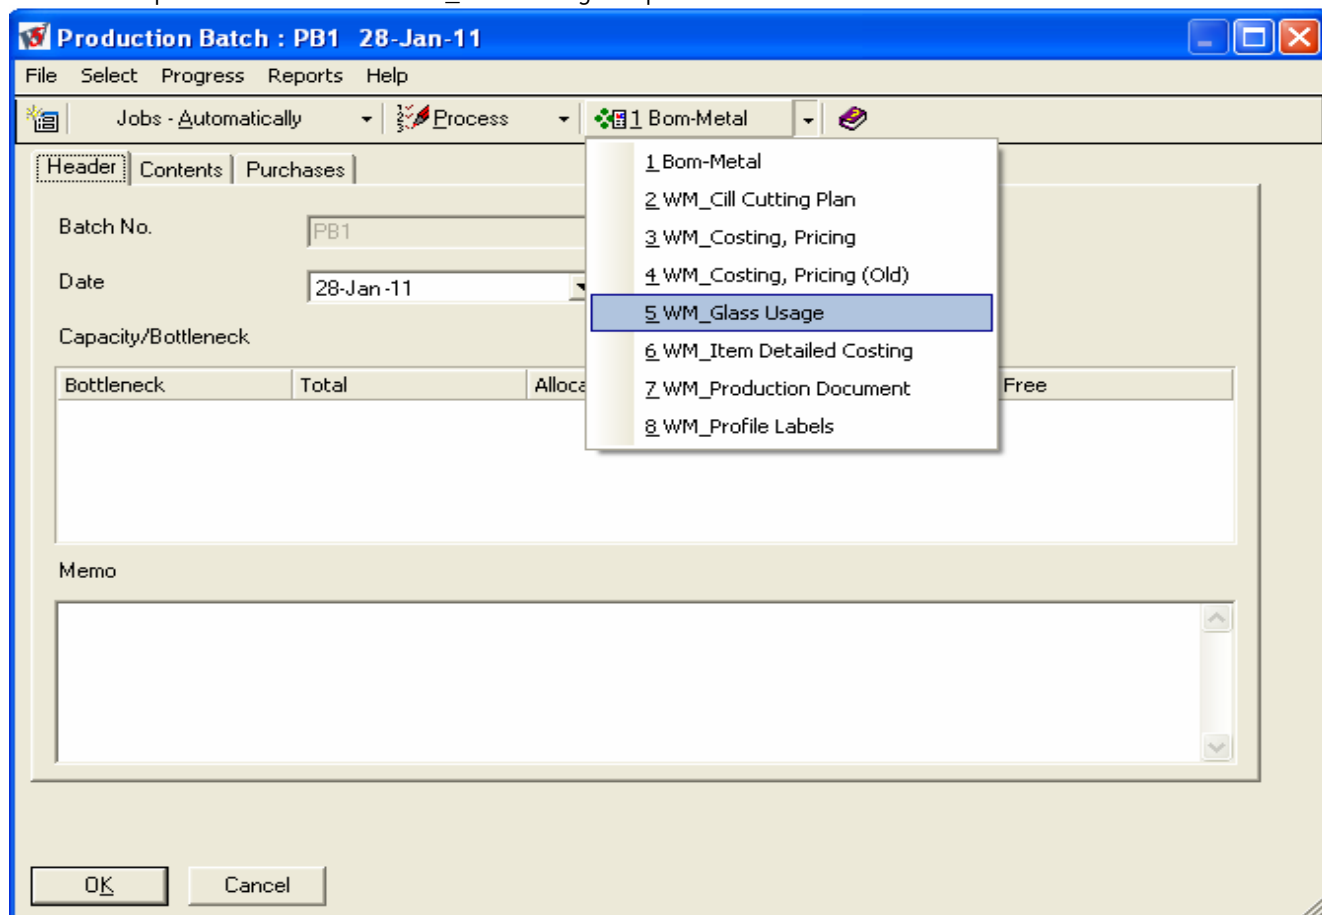 Production Batch : PB1 28-Jan-11
File Select Progress Reports Help
Jobs - Automatically Process 1 Bom-Metal
Header Contents Purchases
1 Bom-Metal
2 WM_Cill Cutting Plan
Batch No. PB1
3 WM_Costing, Pricing
4 WM_Costing, Pricing (Old)
Date 28-Jan-11
5 WM_Glass Usage
Capacity/Bottleneck
6 WM_Item Detailed Costing
Bottleneck Total Alloca Free
7 WM_Production Document
8 WM_Profile Labels
Memo
OK Cancel